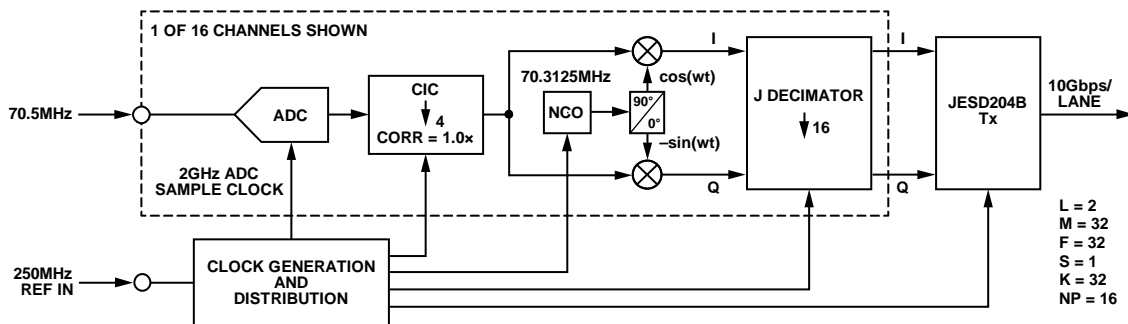 1 OF 16 CHANNELS SHOWN
70.5MHz
ADC
CIC
4
CORR = 1.0×
70.3125MHz
NCO
90°
0°
cos(wt)
–sin(wt)
I
Q
J DECIMATOR
16
I
Q
JESD204B
Tx
10Gbps/
LANE
2GHz ADC
SAMPLE CLOCK
250MHz
REF IN
CLOCK GENERATION
AND
DISTRIBUTION
L = 2
M = 32
F = 32
S = 1
K = 32
NP = 16